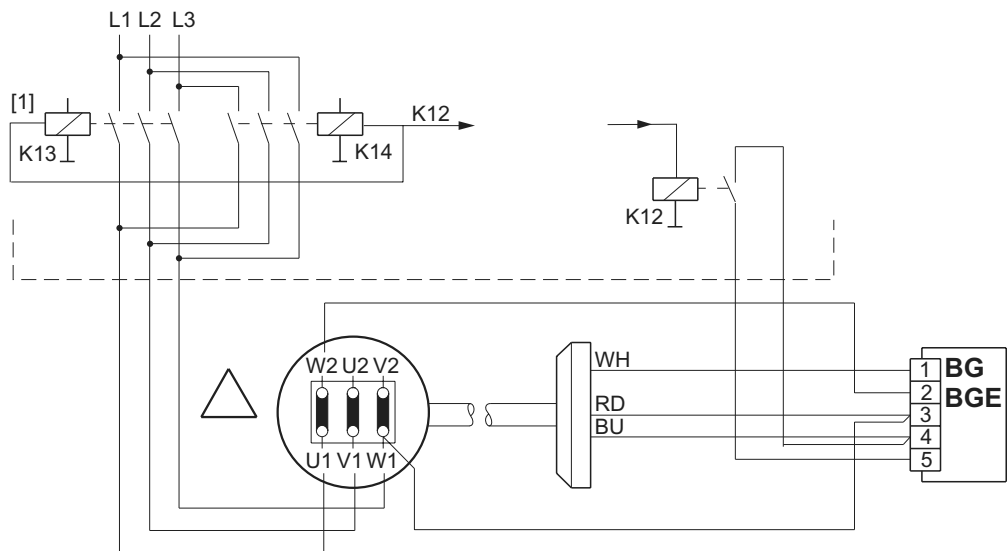 L1 L2 L3
[1]
K12
K13
K14
K12
W2 U2 V2
U1 V1 W1
WH
RD
BU
1
2
3
4
5
BG
BGE